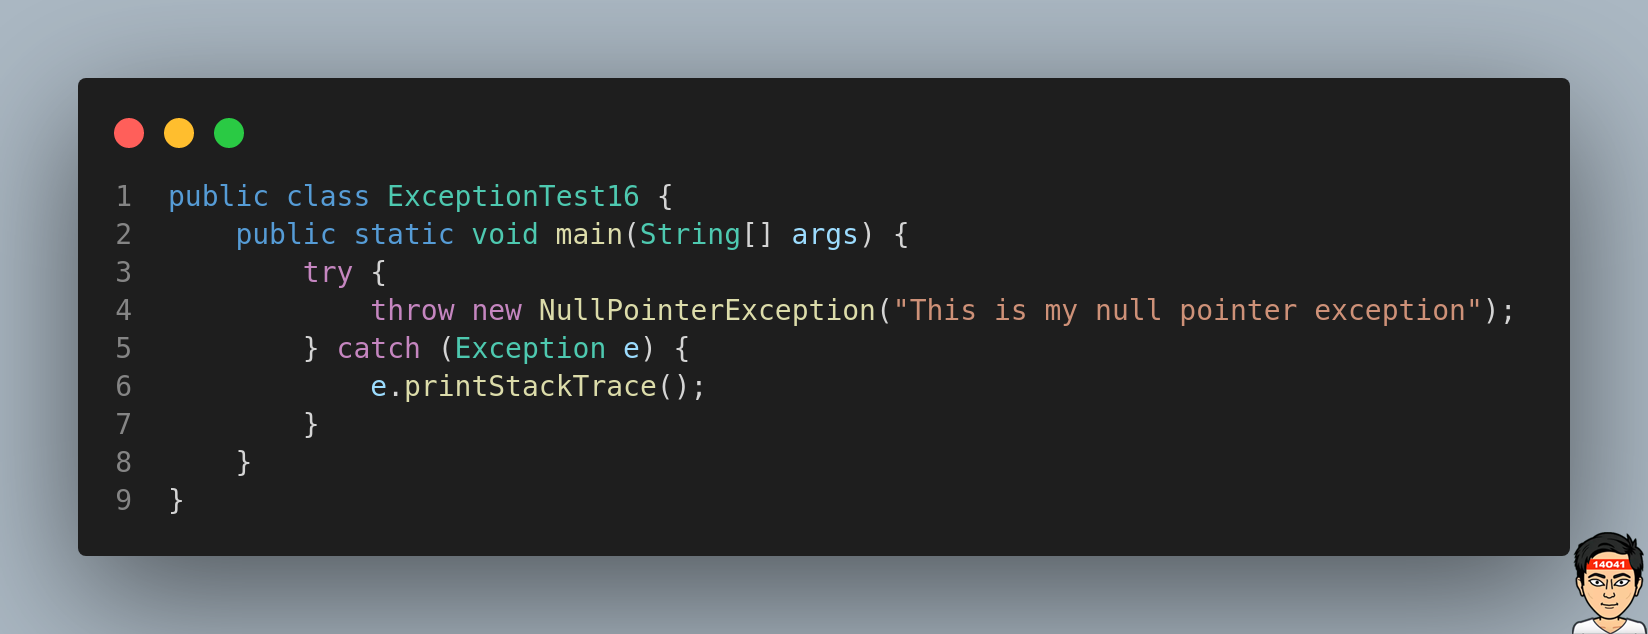 1 public class ExceptionTest16 {
2     public static void main(String[] args) {
3         try {
4             throw new NullPointerException("This is my null pointer exception");
5         } catch (Exception e) {
6             e.printStackTrace();
7         }
8     }
9 }
14041